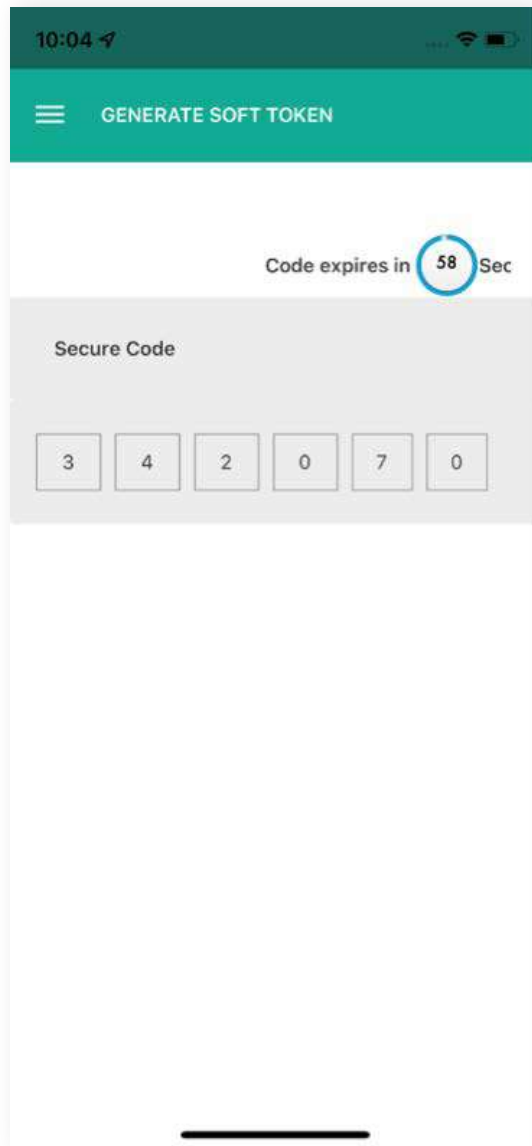 10:04
GENERATE SOFT TOKEN
Code expires in 58 Sec
Secure Code
3 4 2 0 7 0